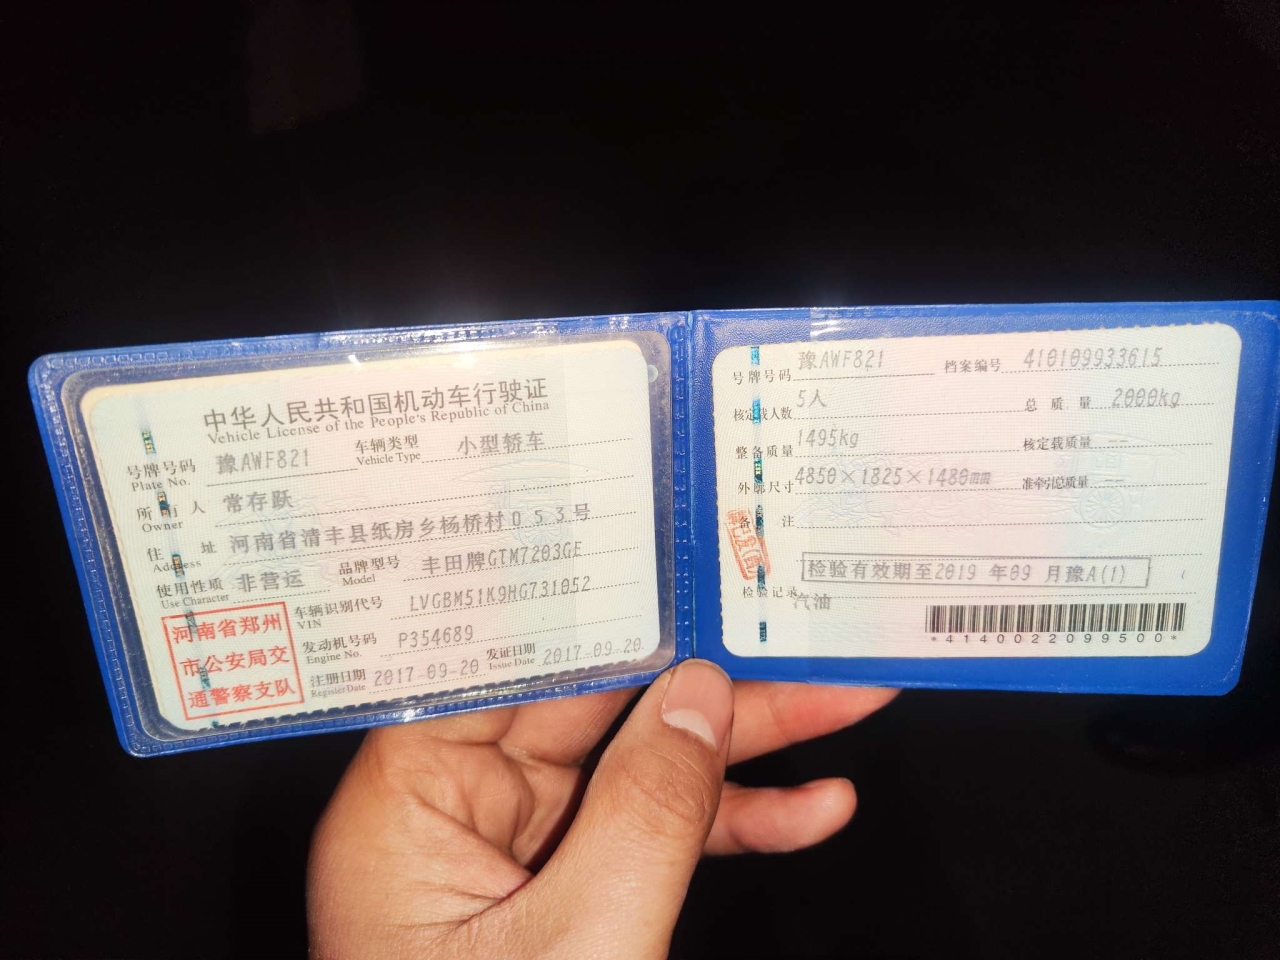 中华人民共和国机动车行驶证
Vehicle License of the People's Republic of China
号牌号码 豫AWF821 车辆类型 小型轿车
Plate No. Vehicle Type
所有人 常存跃
Owner
住址 河南省清丰县纸房乡杨桥村053号
Address
使用性质 非营运 品牌型号 丰田牌GTM7203GE
Use Character Model
河南省郑州
市公安局交
通警察支队
车辆识别代号 LVGBM51K9HG731052
VIN
发动机号码 P354689
Engine No.
注册日期 2017-09-20 发证日期 2017-09-20
Register Date Issue Date
号牌号码 豫AWF821 档案编号 410109933615
核定载人数 5人 总质量 2000kg
整备质量 1495kg 核定载质量 --
外廓尺寸 4850×1825×1480mm 准牵引总质量 --
备注
检验有效期至2019 年09 月豫A(1)
检验记录
汽油
*4140022099500*